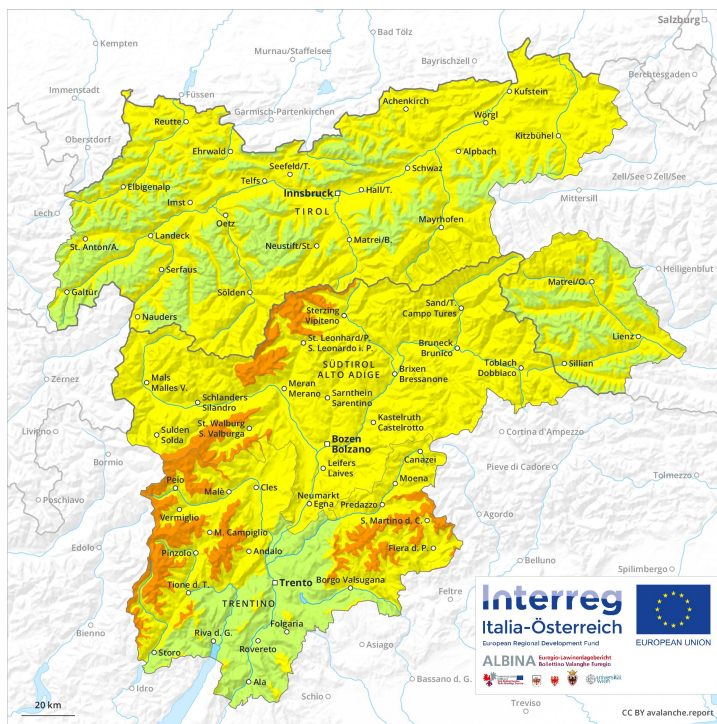 Salzburg
Kempten
Bad Tölz
Murnau/Staffelsee
Bayrischzell
Berchtesgaden
Immenstadt
Füssen
Garmisch-Partenkirchen
Achenkirch
Kufstein
Reutte
Wörgl
Oberstdorf
Ehrwald
Kitzbühel
Seefeld/T.
Alpbach
Schwaz
Elbigenalp
Telfs
Innsbruck
Hall/T.
Zell/See
Zell/See
Lech
Imst
TIROL
Mittersill
Oetz
Mayrhofen
St. Anton/A.
Landeck
Neustift/St.
Matrei/B.
Serfaus
Heiligenblut
Galtür
Sölden
Matrei/O.
Nauders
Sterzing
Vipiteno
Sand/T.
Campo Tures
St. Leonhard/P.
S. Leonardo i. P.
Lienz
Bruneck
Brunico
SÜDTIROL
ALTO ADIGE
Brixen
Bressanone
Toblach
Dobbiaco
Sillian
Zernez
Mals
Malles V.
Meran
Merano
Schlanders
Silandro
Sarnthein
Sarentino
St. Walburg
S. Valburga
Kastelruth
Castelrotto
Livigno
Sulden
Solda
Bozen
Bolzano
Cortina d'Ampezzo
Bormio
Leifers
Laives
Canazei
Pieve di Cadore
Tolmezzo
Poschiavo
Peio
Malè
Cles
Neumarkt
Egna
Moena
Predazzo
Vermiglio
Agordo
S. Martino d. C.
M. Campiglio
Edolo
Pinzolo
Andalo
Fiera d. P.
Belluno
Spilimbergo
Tione d. T.
Trento
Borgo Valsugana
Feltre
TRENTINO
Bienno
Riva d. G.
Folgaria
Storo
Rovereto
Asiago
Idro
Ala
Schio
Bassano d. G.
Treviso
20 km
Interreg
Italia-Österreich
European Regional Development Fund
EUROPEAN UNION
ALBINA
Euregio-Lawinenlagebericht
Bollettino Valanghe Euregio
CC BY avalanche.report